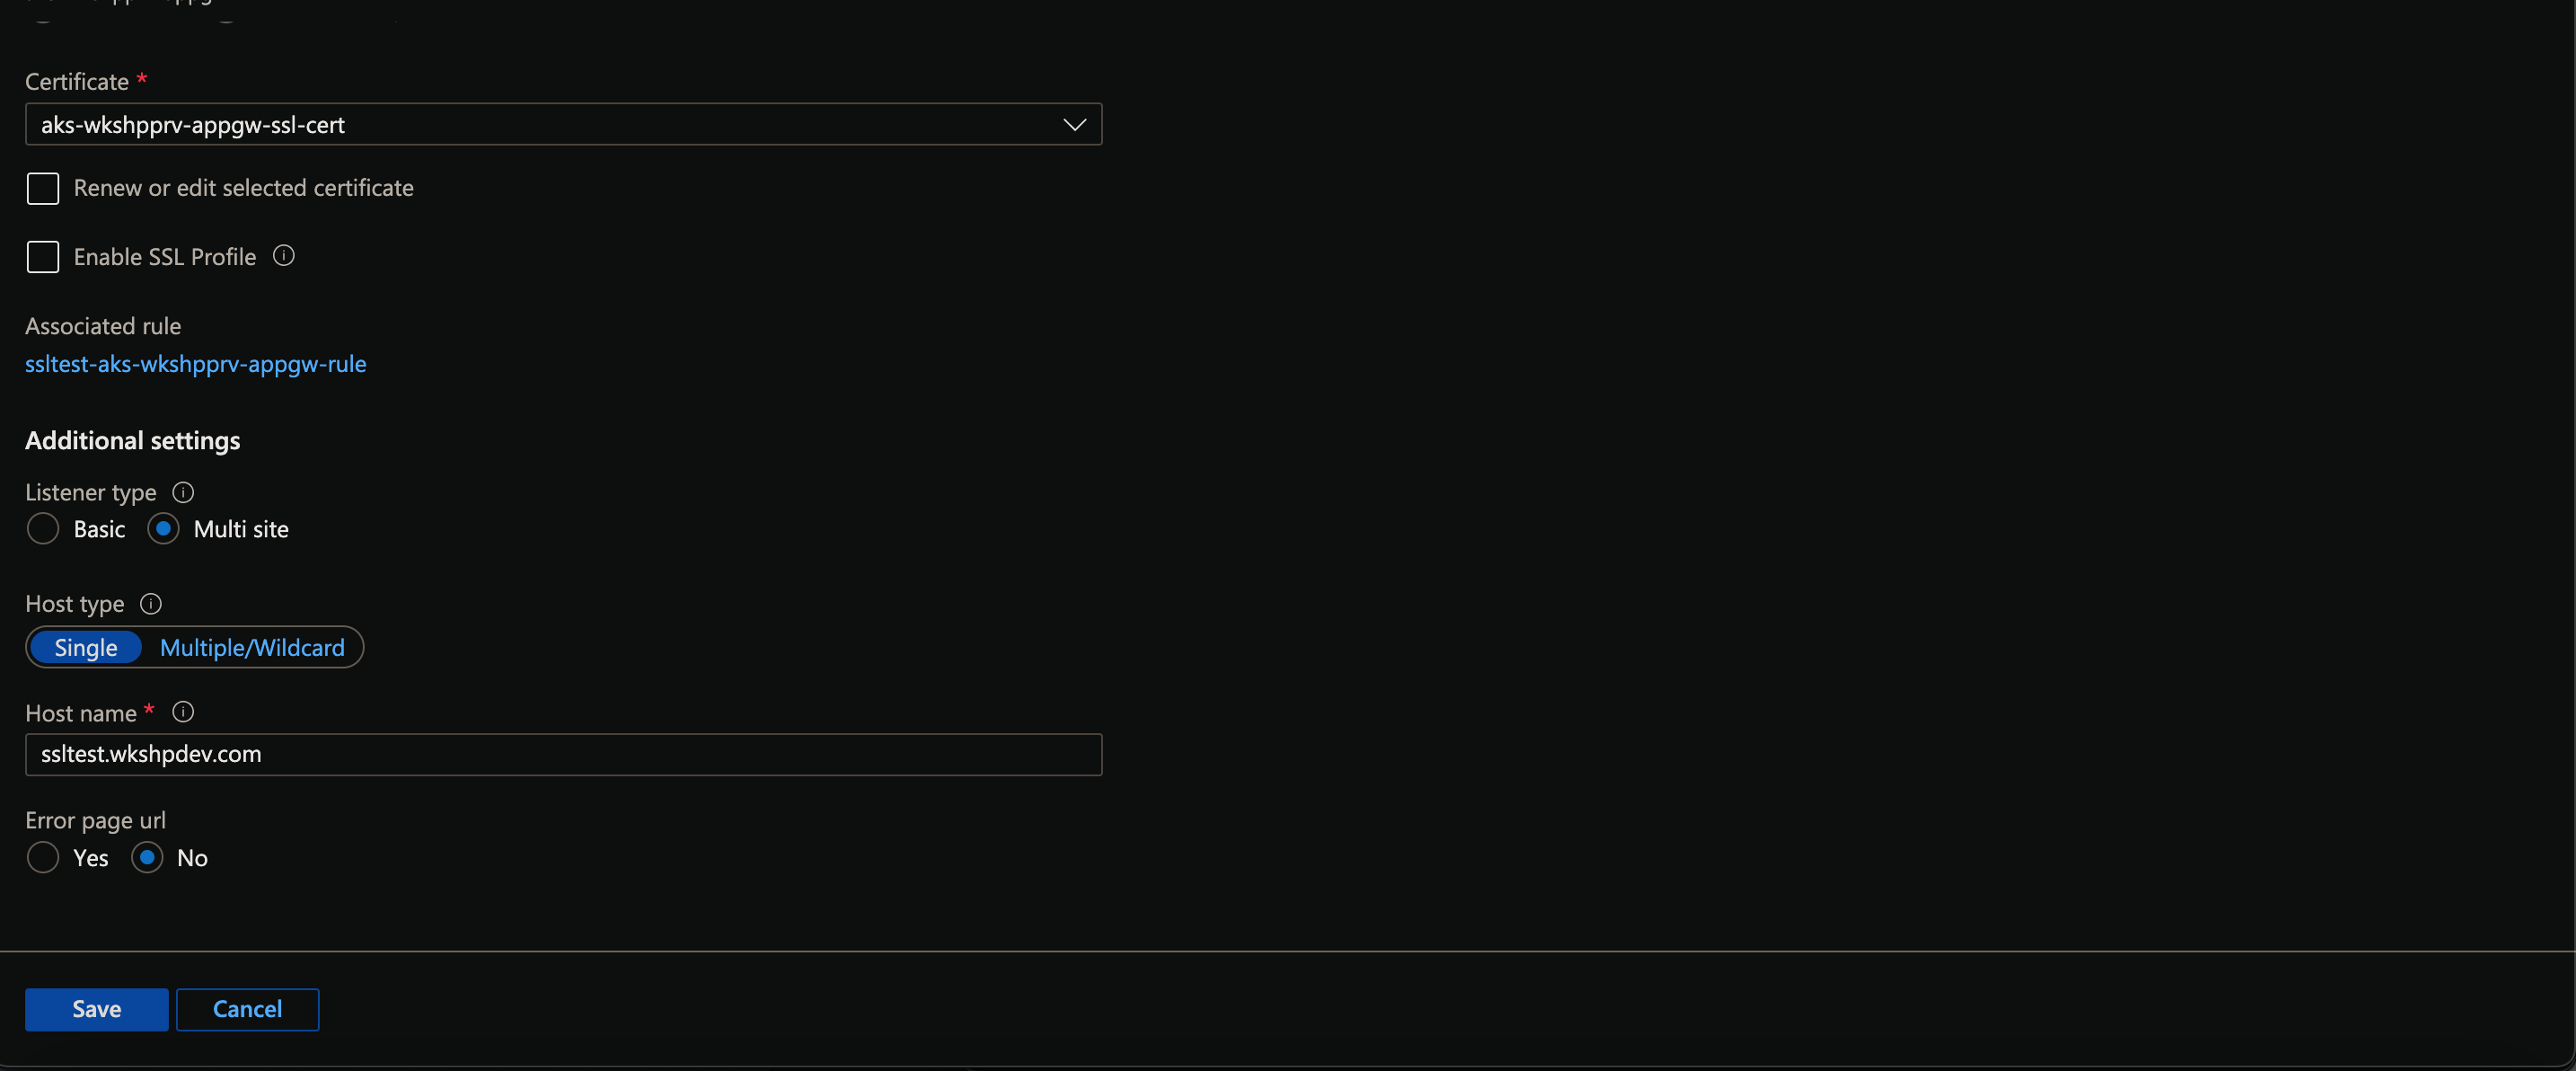 Certificate *
aks-wkshpprv-appgw-ssl-cert
Renew or edit selected certificate
Enable SSL Profile
Associated rule
ssltest-aks-wkshpprv-appgw-rule
Additional settings
Listener type
Basic Multi site
Host type
Single Multiple/Wildcard
Host name *
ssltest.wkshpdev.com
Error page url
Yes No
Save Cancel